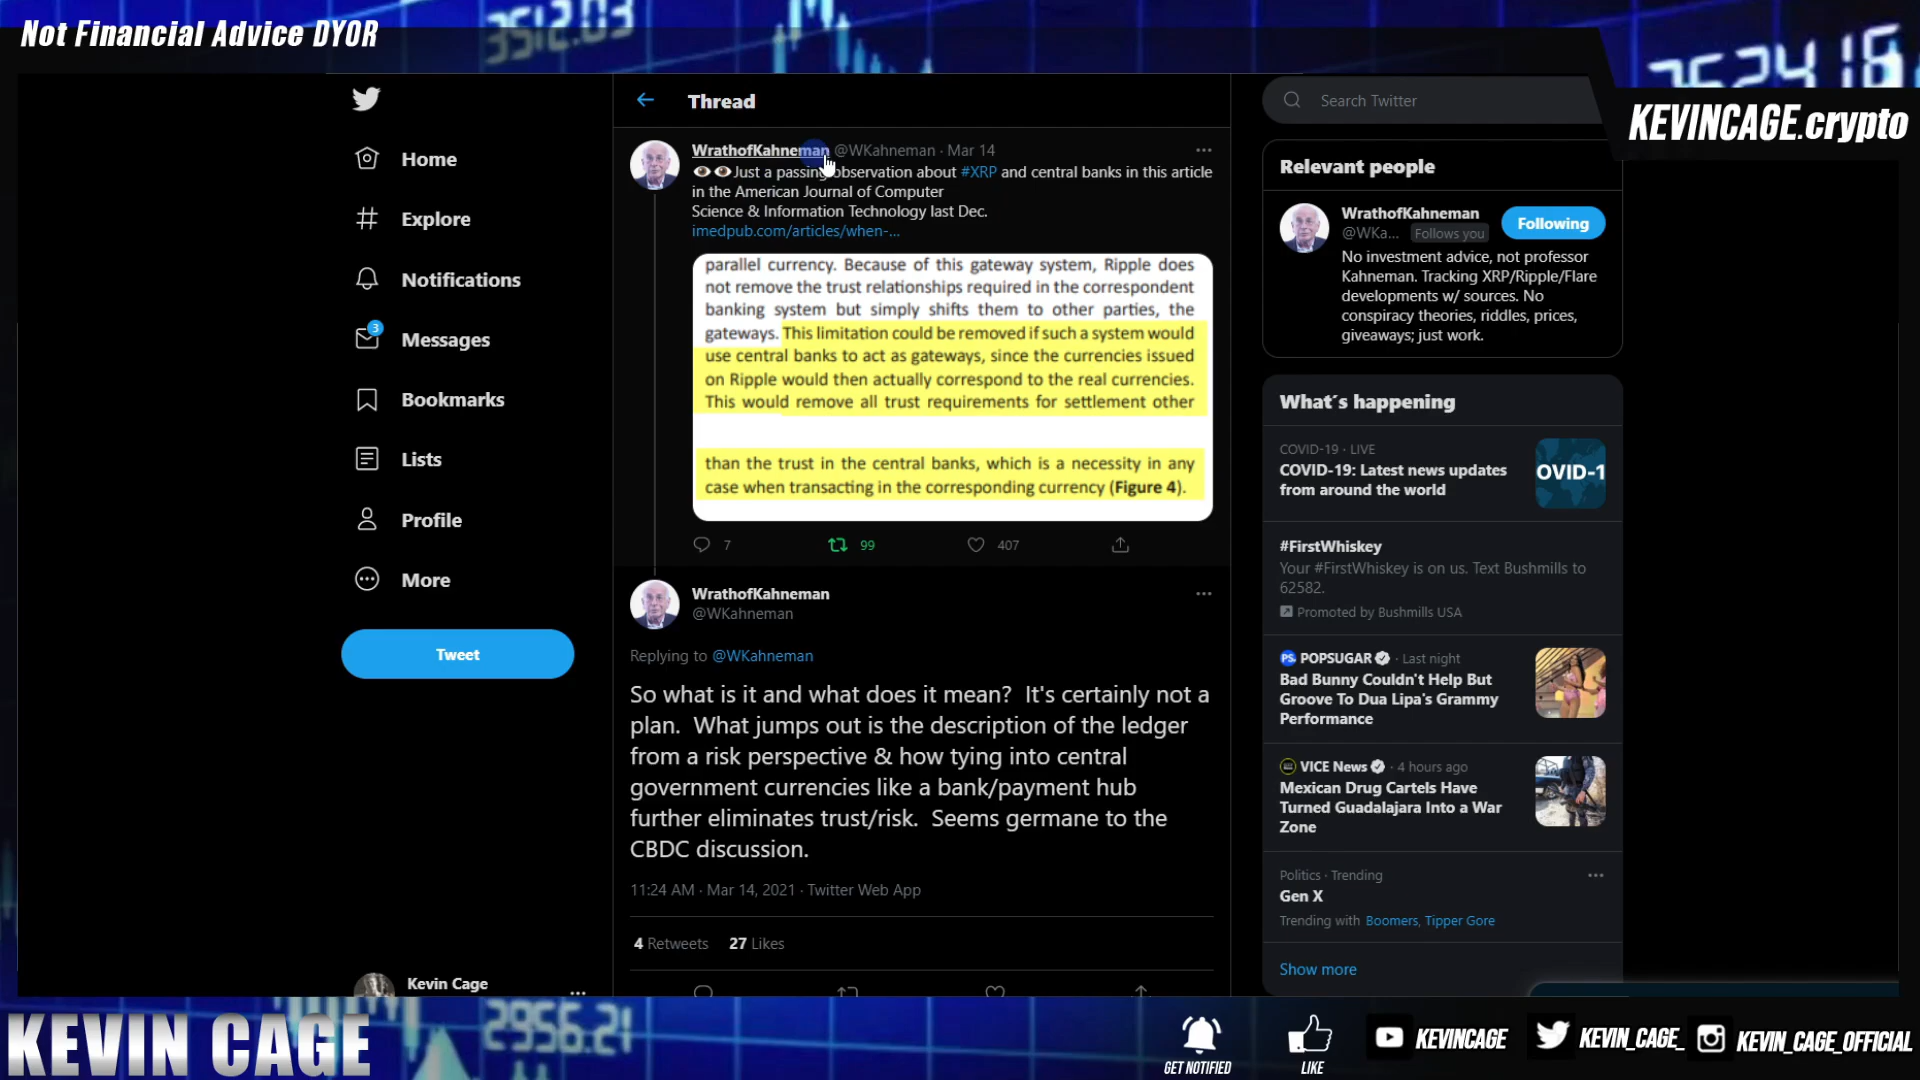 Not Financial Advice DYOR
3512.03
3524.16
KEVINCAGE.crypto
Home
Explore
Notifications
3
Messages
Bookmarks
Lists
Profile
More
Tweet
Kevin Cage
Thread
WrathofKahneman @WKahneman · Mar 14
👁️👁️Just a passing observation about #XRP and central banks in this article
in the American Journal of Computer
Science & Information Technology last Dec.
imedpub.com/articles/when-...
parallel currency. Because of this gateway system, Ripple does
not remove the trust relationships required in the correspondent
banking system but simply shifts them to other parties, the
gateways. This limitation could be removed if such a system would
use central banks to act as gateways, since the currencies issued
on Ripple would then actually correspond to the real currencies.
This would remove all trust requirements for settlement other
than the trust in the central banks, which is a necessity in any
case when transacting in the corresponding currency (Figure 4).
7 99 407
WrathofKahneman
@WKahneman
Replying to @WKahneman
So what is it and what does it mean? It's certainly not a
plan. What jumps out is the description of the ledger
from a risk perspective & how tying into central
government currencies like a bank/payment hub
further eliminates trust/risk. Seems germane to the
CBDC discussion.
11:24 AM · Mar 14, 2021 · Twitter Web App
4 Retweets 27 Likes
Search Twitter
Relevant people
WrathofKahneman
@WKa... Follows you
Following
No investment advice, not professor
Kahneman. Tracking XRP/Ripple/Flare
developments w/ sources. No
conspiracy theories, riddles, prices,
giveaways; just work.
What's happening
COVID-19 · LIVE
COVID-19: Latest news updates
from around the world
OVID-1
#FirstWhiskey
Your #FirstWhiskey is on us. Text Bushmills to
62582.
Promoted by Bushmills USA
PS. POPSUGAR · Last night
Bad Bunny Couldn't Help But
Groove To Dua Lipa's Grammy
Performance
VICE News · 4 hours ago
Mexican Drug Cartels Have
Turned Guadalajara Into a War
Zone
Politics · Trending
Gen X
Trending with Boomers, Tipper Gore
Show more
KEVIN CAGE
2956.21
GET NOTIFIED
LIKE
KEVINCAGE
KEVIN_CAGE_
KEVIN_CAGE_OFFICIAL